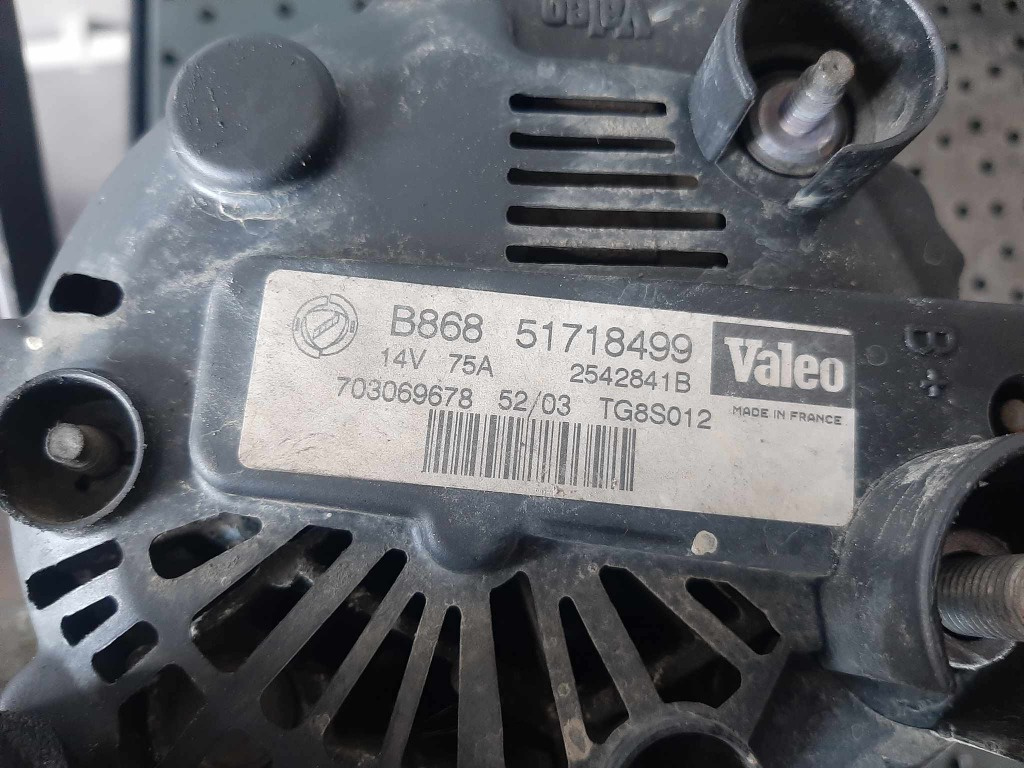 Valeo
B868 51718499
14V 75A 2542841B
Valeo
703069678 52/03 TG8S012
MADE IN FRANCE
B+